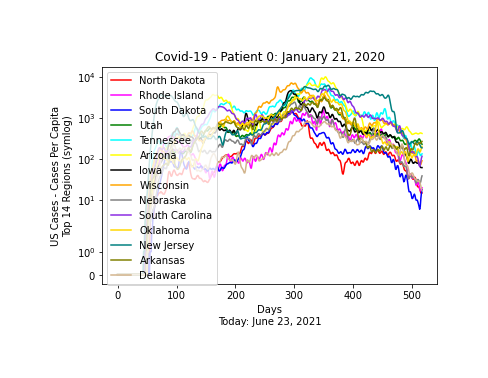 Covid-19 - Patient 0: January 21, 2020
US Cases - Cases Per Capita
Top 14 Regions (symlog)
10^4
10^3
10^2
10^1
10^0
0
North Dakota
Rhode Island
South Dakota
Utah
Tennessee
Arizona
Iowa
Wisconsin
Nebraska
South Carolina
Oklahoma
New Jersey
Arkansas
Delaware
0 100 200 300 400 500
Days
Today: June 23, 2021